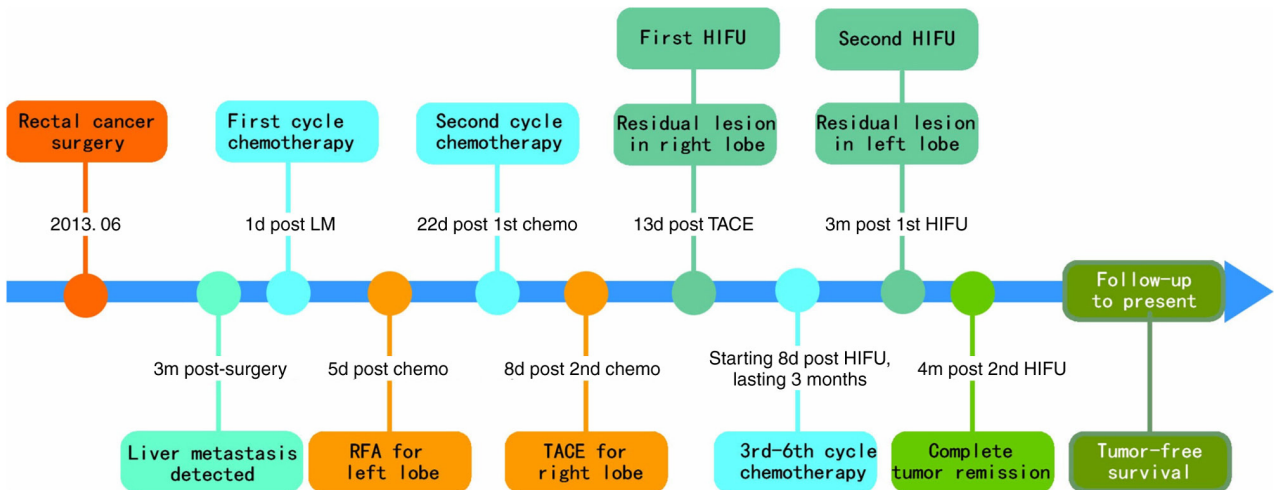 First HIFU
Second HIFU
Rectal cancer
surgery
First cycle
chemotherapy
Second cycle
chemotherapy
Residual lesion
in right lobe
Residual lesion
in left lobe
2013. 06
1d post LM
22d post 1st chemo
13d post TACE
3m post 1st HIFU
Follow-up
to present
3m post-surgery
5d post chemo
8d post 2nd chemo
Starting 8d post HIFU,
lasting 3 months
4m post 2nd HIFU
Liver metastasis
detected
RFA for
left lobe
TACE for
right lobe
3rd-6th cycle
chemotherapy
Complete
tumor remission
Tumor-free
survival